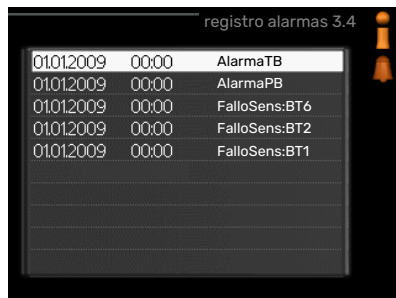 registro alarmas 3.4
01.01.2009 00:00 AlarmaTB
01.01.2009 00:00 AlarmaPB
01.01.2009 00:00 FalloSens:BT6
01.01.2009 00:00 FalloSens:BT2
01.01.2009 00:00 FalloSens:BT1